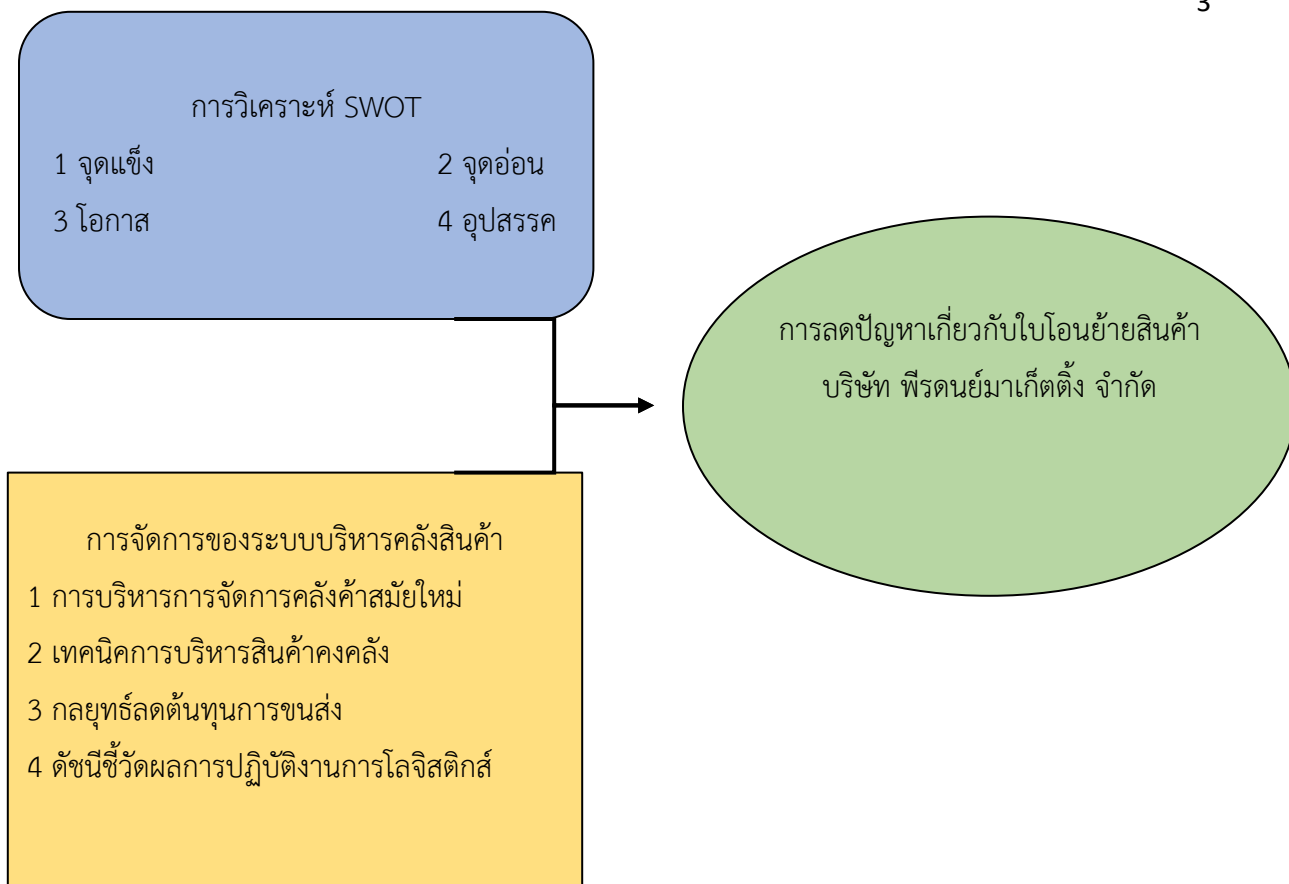 3
การวิเคราะห์ SWOT
1 จุดแข็ง 2 จุดอ่อน
3 โอกาส 4 อุปสรรค
การลดปัญหาเกี่ยวกับใบโอนย้ายสินค้า
บริษัท พีรดนย์มาเก็ตติ้ง จำกัด
การจัดการของระบบบริหารคลังสินค้า
1 การบริหารการจัดการคลังค้าสมัยใหม่
2 เทคนิคการบริหารสินค้าคงคลัง
3 กลยุทธ์ลดต้นทุนการขนส่ง
4 ดัชนีชี้วัดผลการปฏิบัติงานการโลจิสติกส์